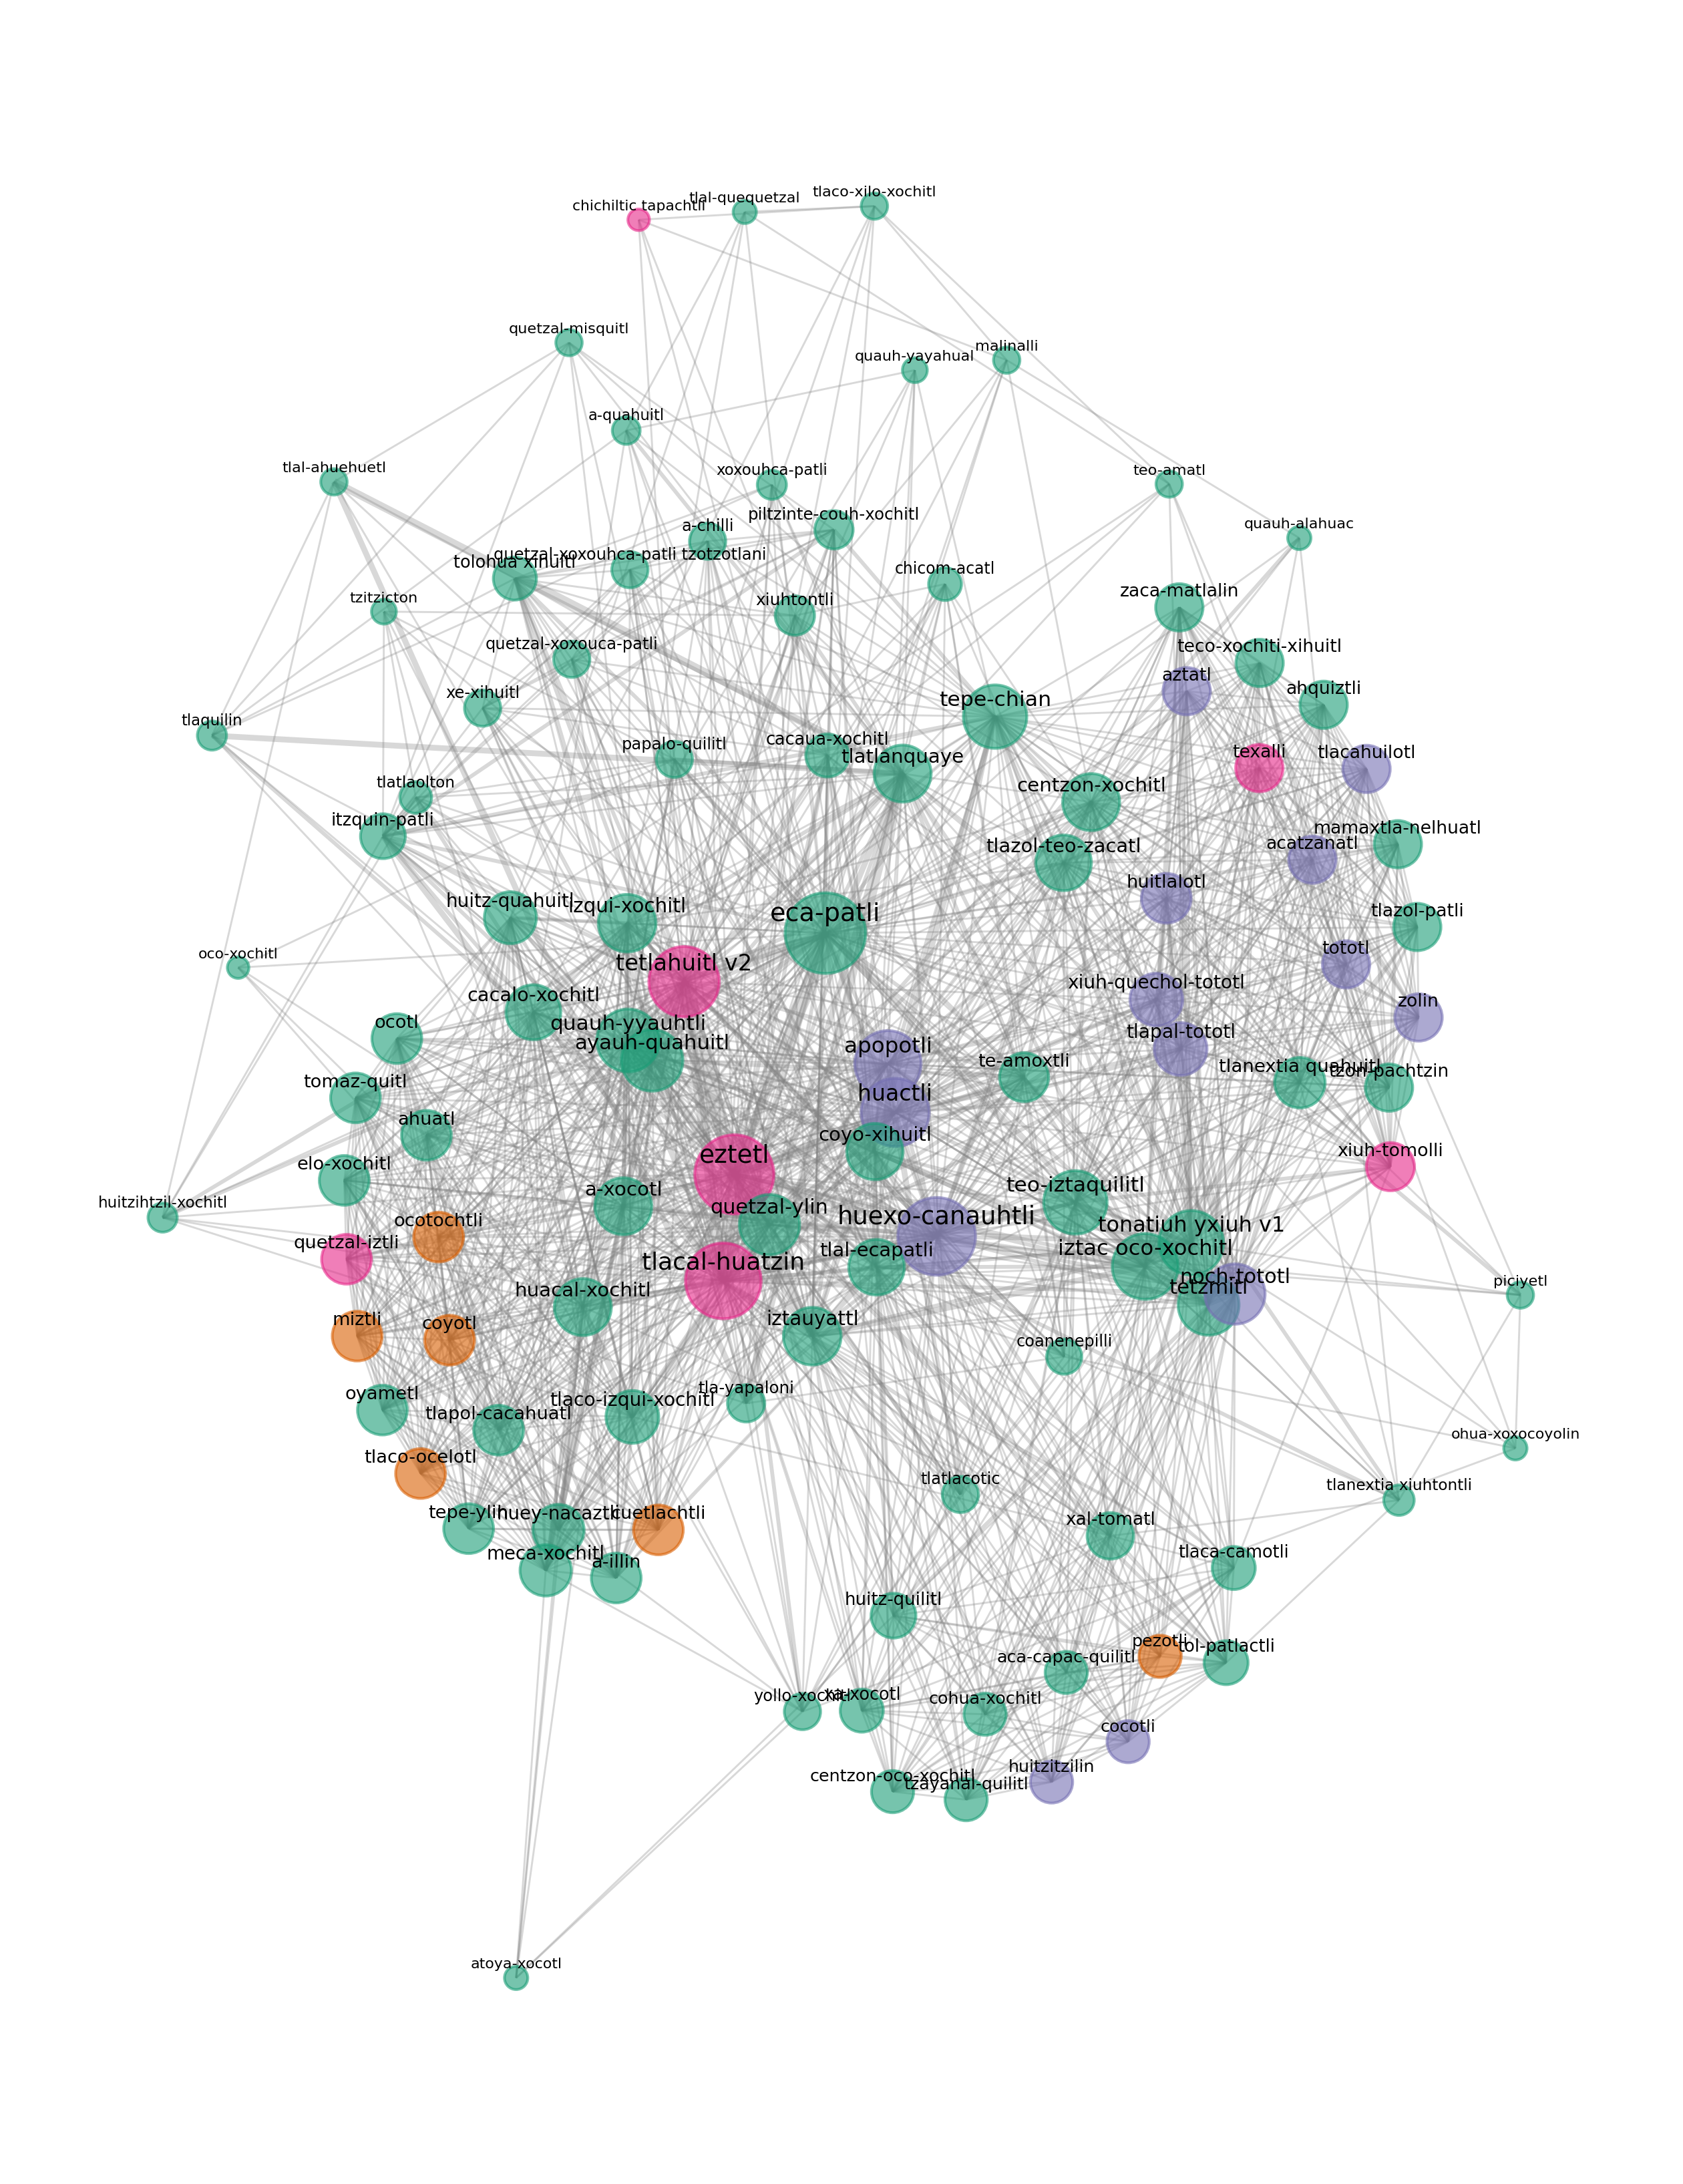 tlaco-xilo-xochitl
tlal-quequetzal
chichiltic tapachtli
quetzal-misquitl
malinalli
quauh-yayahual
a-quahuitl
tlal-ahuehuetl
xoxouhca-patli
teo-amatl
piltzinte-couh-xochitl
quauh-alahuac
a-chilli
quetzal-xoxouhca-patli tzotzotlani
tolohua xihuitl
chicom-acatl
zaca-matlalin
tzitzicton
xiuhtontli
quetzal-xoxouca-patli
teco-xochiti-xihuitl
aztatl
ahquiztli
xe-xihuitl
tepe-chian
tlaquilin
cacaua-xochitl
papalo-quilitl
tlatlanquaye
texalli
tlacahuilotl
tlatlaolton
centzon-xochitl
itzquin-patli
mamaxtla-nelhuatl
acatzanatl
tlazol-teo-zacatl
huitlalotl
huitz-quahuitl
izqui-xochitl
eca-patli
tlazol-patli
oco-xochitl
tototl
tetlahuitl v2
xiuh-quechol-tototl
cacalo-xochitl
zolin
ocotl
quauh-yyauhtli
tlapal-tototl
ayauh-quahuitl
apopotli
te-amoxtli
tlanextia quahuitl
tzon-pachtzin
tomaz-quitl
huactli
ahuatl
coyo-xihuitl
xiuh-tomolli
eztetl
elo-xochitl
a-xocotl
teo-iztaquilitl
huitzihtzil-xochitl
quetzal-ylin
huexo-canauhtli
ocotochtli
tonatiuh yxiuh v1
quetzal-iztli
tlal-ecapatli
iztac oco-xochitl
tlacal-huatzin
noch-tototl
tetzmitl
piciyetl
huacal-xochitl
miztli
coyotl
iztauyattl
coanenepilli
oyametl
tla-yapaloni
tlaco-izqui-xochitl
tlapol-cacahuatl
ohua-xoxocoyolin
tlaco-ocelotl
tlatlacotic
tlanextia xiuhtontli
tepe-ylin
huey-nacaztli
cuetlachtli
xal-tomatl
meca-xochitl
a-illin
tlaca-camotli
huitz-quilitl
pezotli
tol-patlactli
aca-capac-quilitl
yollo-xochitl
xa-xocotl
cohua-xochitl
cocotli
huitzitzilin
centzon-oco-xochitl
tzayanal-quilitl
atoya-xocotl